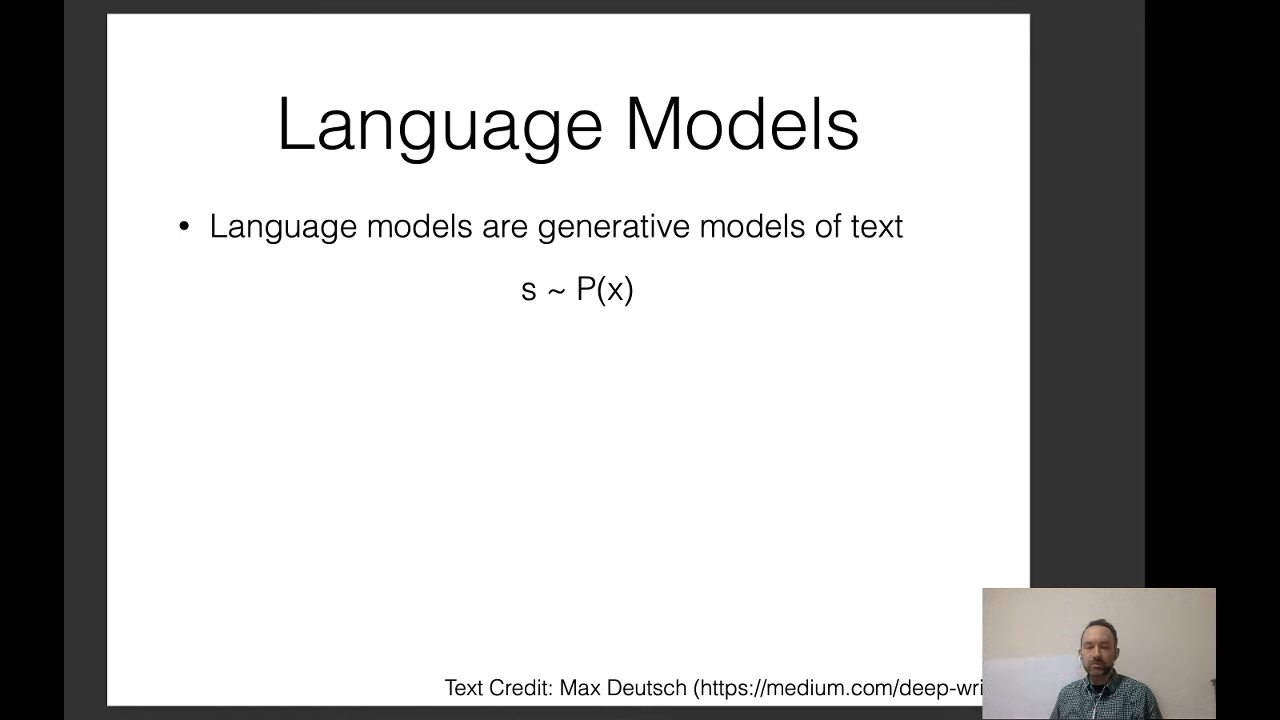 Language Models
• Language models are generative models of text
s ~ P(x)
Text Credit: Max Deutsch (https://medium.com/deep-wri